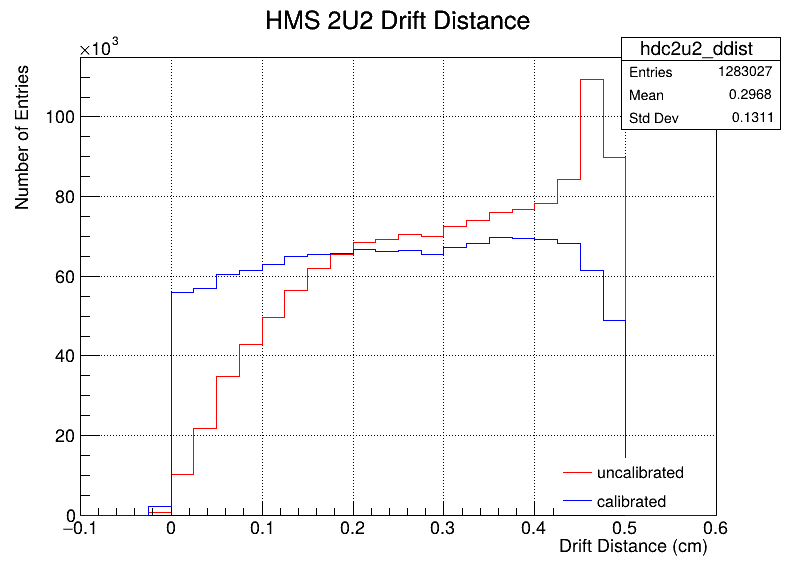 HMS 2U2 Drift Distance
×10³
hdc2u2_ddist
Entries 1283027
Mean 0.2968
Std Dev 0.1311
Number of Entries
100
80
60
40
20
0
−0.1 0 0.1 0.2 0.3 0.4 0.5 0.6
Drift Distance (cm)
uncalibrated
calibrated